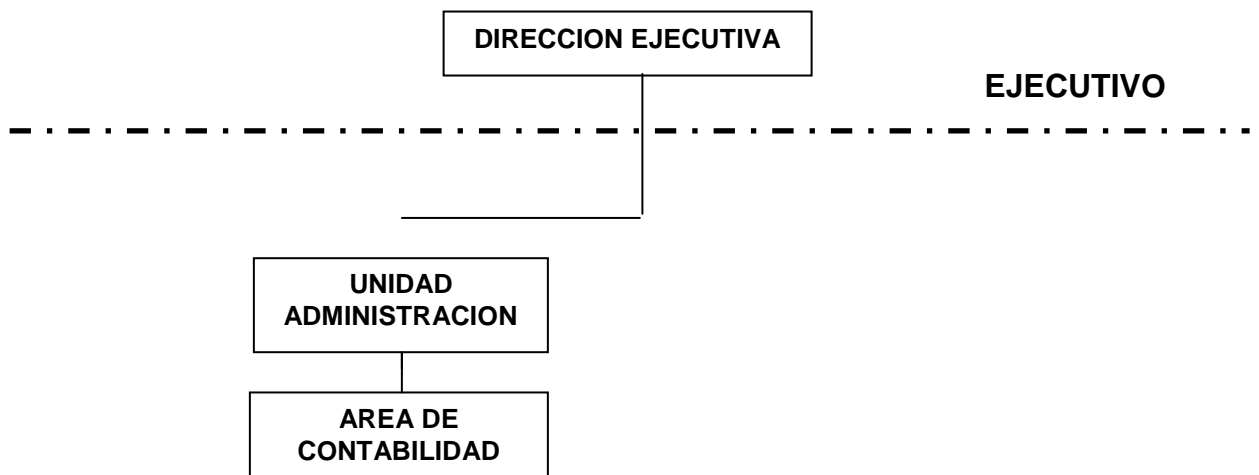 DIRECCION EJECUTIVA
EJECUTIVO
UNIDAD
ADMINISTRACION
AREA DE
CONTABILIDAD